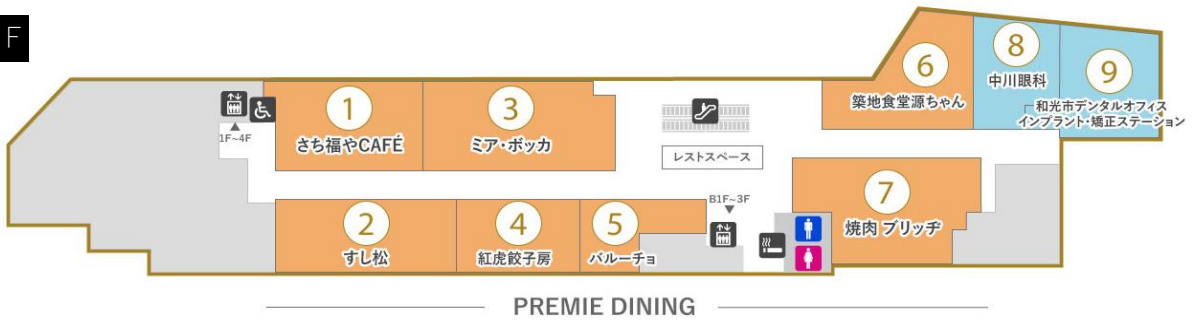 F
1F~4F
1
さち福やCAFÉ
3
ミア・ボッカ
レストスペース
6
築地食堂源ちゃん
8
中川眼科
9
和光市デンタルオフィス
インプラント・矯正ステーション
2
すし松
4
紅虎餃子房
5
バルーチョ
B1F~3F
7
焼肉 ブリッヂ
PREMIE DINING